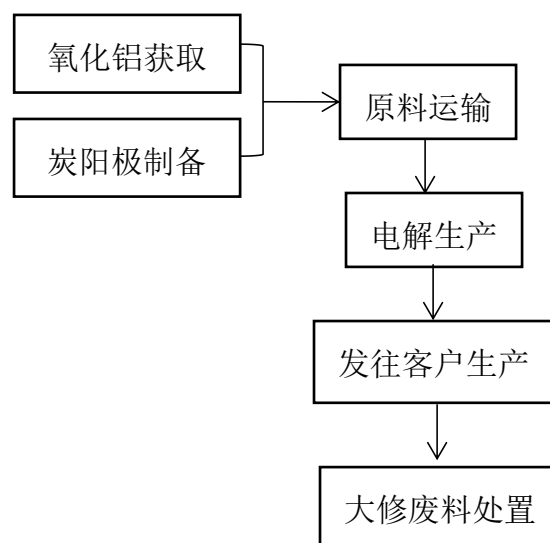 氧化铝获取
炭阳极制备
原料运输
电解生产
发往客户生产
大修废料处置